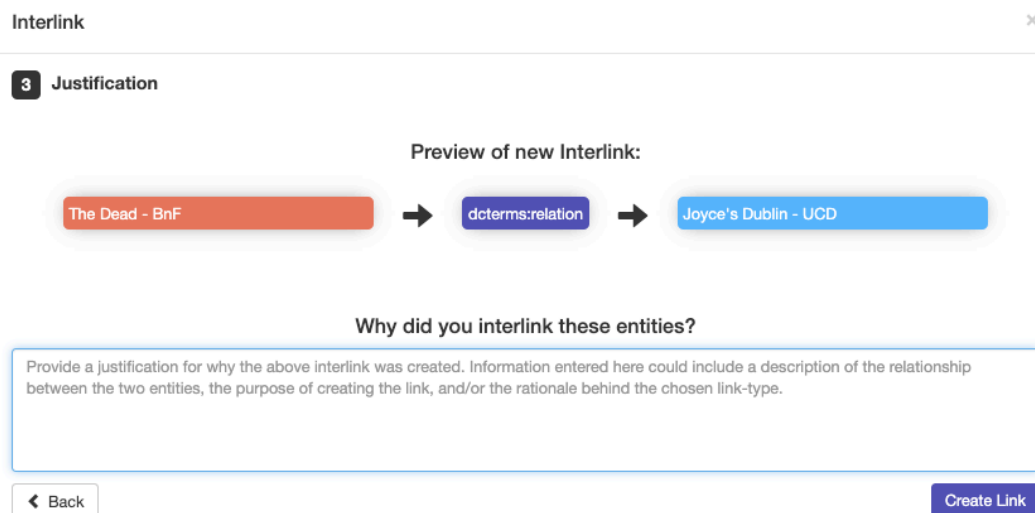 Interlink
×
3 Justification
Preview of new Interlink:
The Dead - BnF
dcterms:relation
Joyce's Dublin - UCD
Why did you interlink these entities?
Provide a justification for why the above interlink was created. Information entered here could include a description of the relationship
between the two entities, the purpose of creating the link, and/or the rationale behind the chosen link-type.
Back
Create Link